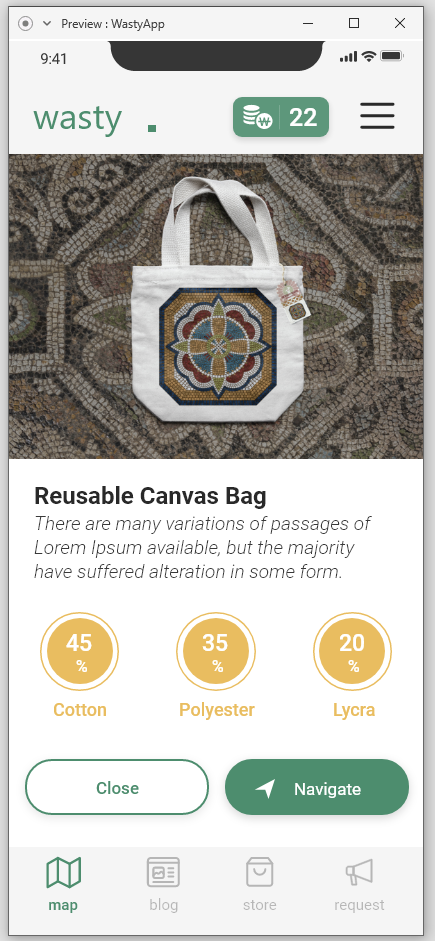 Preview : WastyApp
9:41
wasty .
22
Reusable Canvas Bag
There are many variations of passages of
Lorem Ipsum available, but the majority
have suffered alteration in some form.
45 % 35 % 20 %
Cotton Polyester Lycra
Close Navigate
map blog store request